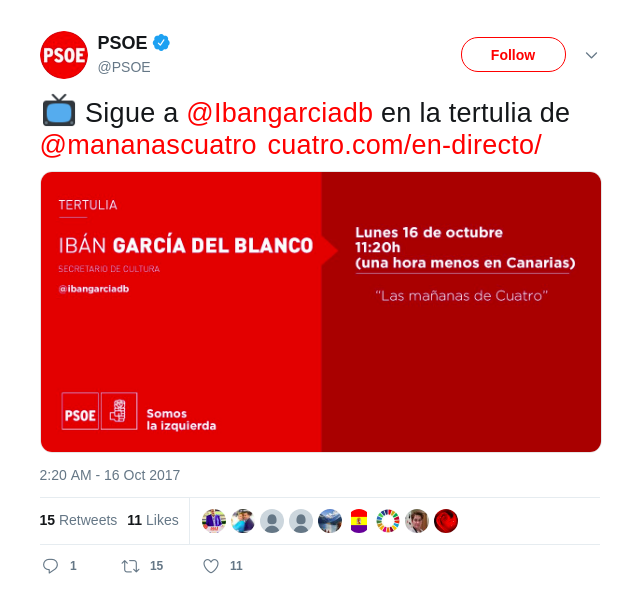 PSOE
PSOE
@PSOE
Follow
Sigue a @Ibangarciadb en la tertulia de
@mananascuatro cuatro.com/en-directo/
TERTULIA
IBÁN GARCÍA DEL BLANCO
SECRETARIO DE CULTURA
@ibangarciadb
Lunes 16 de octubre
11:20h
(una hora menos en Canarias)
"Las mañanas de Cuatro"
PSOE
Somos
la izquierda
2:20 AM - 16 Oct 2017
15 Retweets 11 Likes
1 15 11